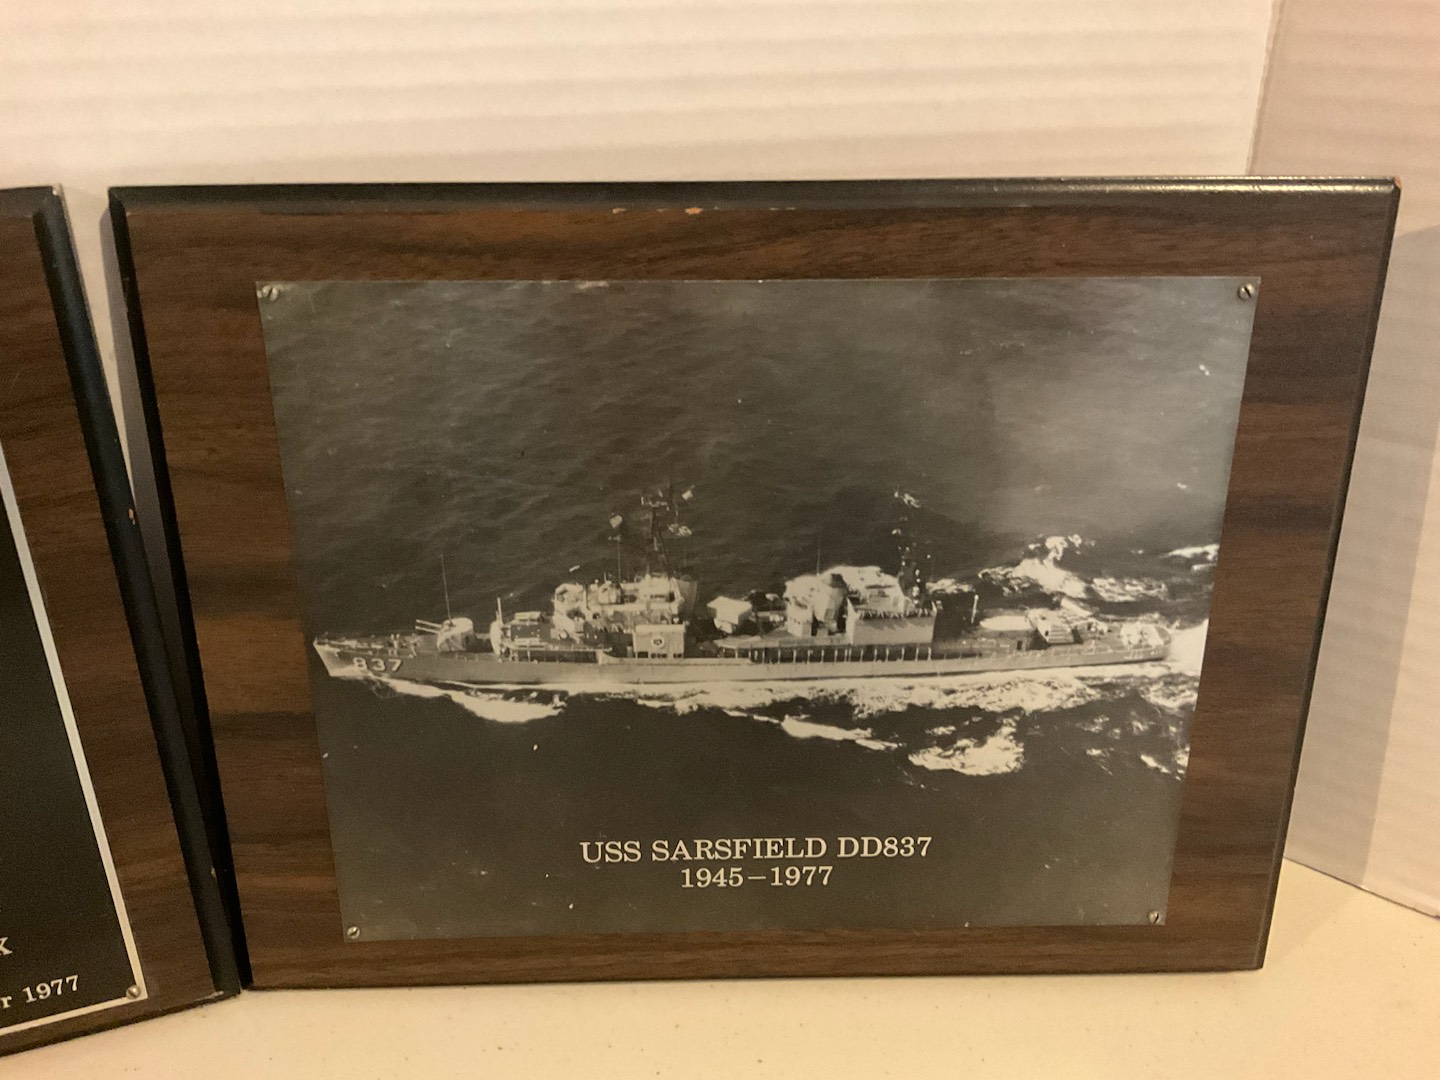 837
USS SARSFIELD DD837
1945–1977
X
r 1977